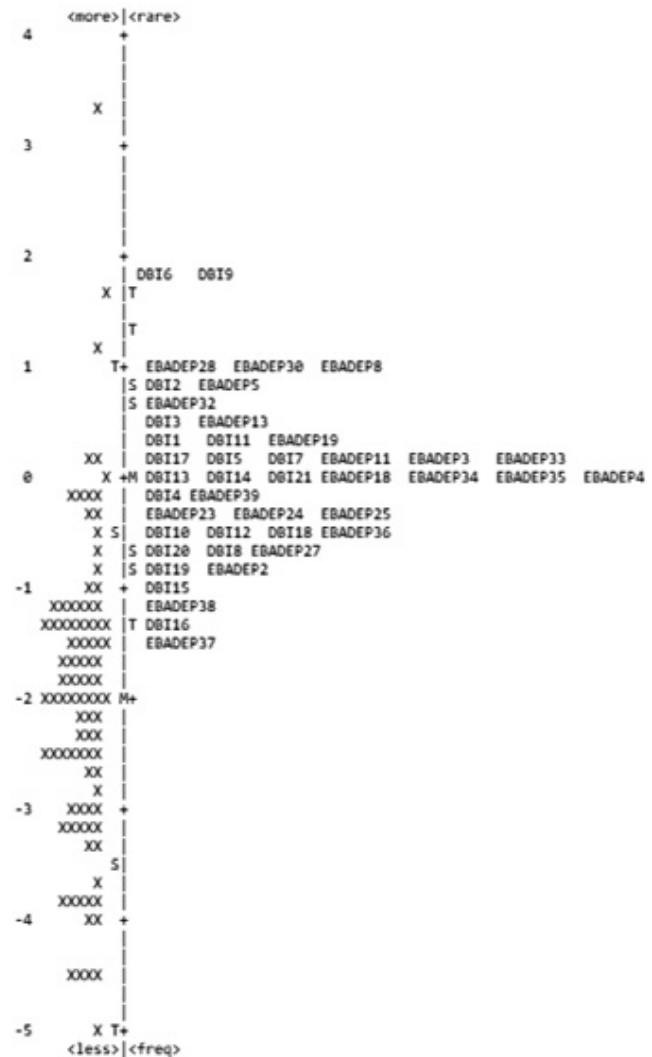 <more>|<rare>
4 +
|
|
|
X |
|
3 +
|
|
|
|
2 +
| DBI6 DBI9
X |T
|
|T
X |
1 T+ EBADEP28 EBADEP30 EBADEP8
|S DBI2 EBADEP5
|S EBADEP32
| DBI3 EBADEP13
| DBI1 DBI11 EBADEP19
XX | DBI17 DBI5 DBI7 EBADEP11 EBADEP3 EBADEP33
0 X +M DBI13 DBI14 DBI21 EBADEP18 EBADEP34 EBADEP35 EBADEP4
XXXX | DBI4 EBADEP39
XX | EBADEP23 EBADEP24 EBADEP25
X S| DBI10 DBI12 DBI18 EBADEP36
X |S DBI20 DBI8 EBADEP27
X |S DBI19 EBADEP2
-1 XX + DBI15
XXXXXX | EBADEP38
XXXXXXXXX |T DBI16
XXXXX | EBADEP37
XXXXX |
XXXXX |
-2 XXXXXXXXX M+
XXX |
XXX |
XXXXXXX |
XX |
X |
-3 XXXX +
XXXXX |
XX |
S|
X |
XXXXX |
-4 XX +
|
|
XXXX |
|
|
-5 X T+
<less>|<freq>